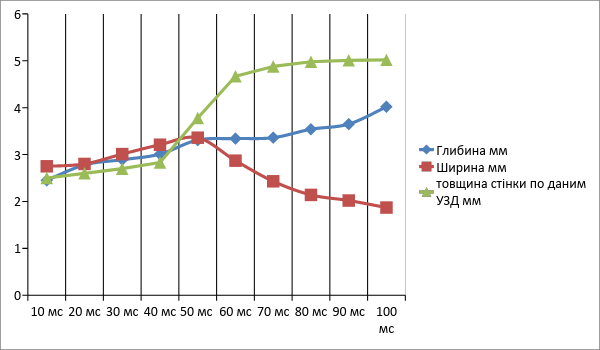 6
5
4
3
2
1
0
10 мс 20 мс 30 мс 40 мс 50 мс 60 мс 70 мс 80 мс 90 мс 100
мс
Глибина мм
Ширина мм
товщина стінки по даним
УЗД мм